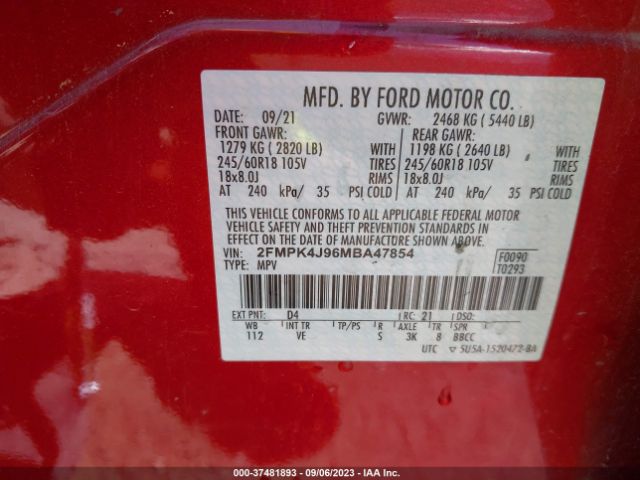 MFD. BY FORD MOTOR CO.
DATE: 09/21 GVWR: 2468 KG ( 5440 LB)
FRONT GAWR: REAR GAWR:
1279 KG ( 2820 LB) WITH 1198 KG ( 2640 LB) WITH
245/60R18 105V TIRES 245/60R18 105V TIRES
18x8.0J RIMS 18x8.0J RIMS
AT 240 kPa/ 35 PSI COLD AT 240 kPa/ 35 PSI COLD
THIS VEHICLE CONFORMS TO ALL APPLICABLE FEDERAL MOTOR
VEHICLE SAFETY AND THEFT PREVENTION STANDARDS IN
EFFECT ON THE DATE OF MANUFACTURE SHOWN ABOVE.
VIN: 2FMPK4J96MBA47854 F0090
TYPE: MPV T0293
EXT PNT: D4 RC: 21 DSO:
WB INT TR TP/PS R AXLE TR SPR
112 VE S 3K 8 BBCC
UTC ▽ 5U5A-1520472-BA
000-37481893 - 09/06/2023 - IAA Inc.